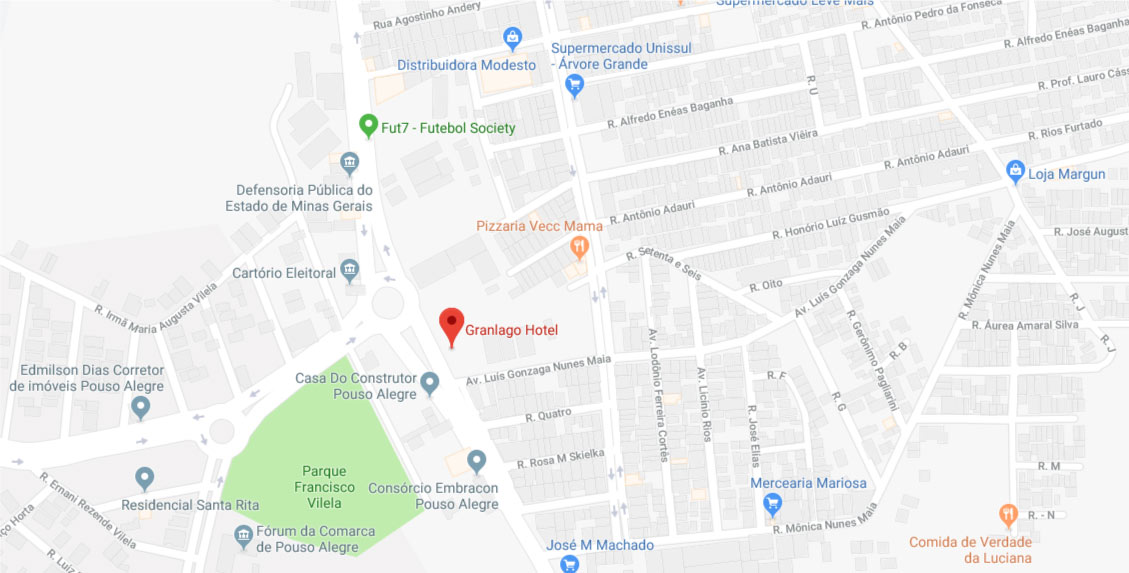 Supermercado Leve Mais
Rua Agostinho Andery
R. Antônio Pedro da Fonseca
R. Alfredo Enéas Baganha
Distribuidora Modesto
Supermercado Unissul
- Árvore Grande
R. U
R. Prof. Lauro Cáss
R. Alfredo Enéas Baganha
Fut7 - Futebol Society
R. Ana Batista Viêira
R. Rios Furtado
R. Antônio Adauri
Loja Margun
Defensoria Pública do
Estado de Minas Gerais
R. Antônio Adauri
R. Antônio Adauri
Pizzaria Vecc Mama
R. Honório Luíz Gusmão
R. José August
R. Setenta e Seis
Cartório Eleitoral
R. Oito
Av. Luís Gonzaga Nunes Maia
R. Mônica Nunes Maia
R. J
R. Irmã Maria Augusta Vilela
Granlago Hotel
R. Áurea Amaral Silva
R. J
R. Gerônimo Pagliarini
R. B
Av. Luís Gonzaga Nunes Maia
Edmilson Dias Corretor
de imóveis Pouso Alegre
Casa Do Construtor
Pouso Alegre
Av. Lodônio Ferreira Cortês
Av. Licínio Rios
R. F
R. G
R. José Elias
R. Quatro
R. Rosa M Skielka
Parque
Francisco
Vilela
Consórcio Embracon
Pouso Alegre
R. M
Mercearia Mariosa
Residencial Santa Rita
R. Ernani Rezende Vilela
R. Mônica Nunes Maia
R. - N
Fórum da Comarca
de Pouso Alegre
José M Machado
Comida de Verdade
da Luciana
ço Horta
R. Luíz